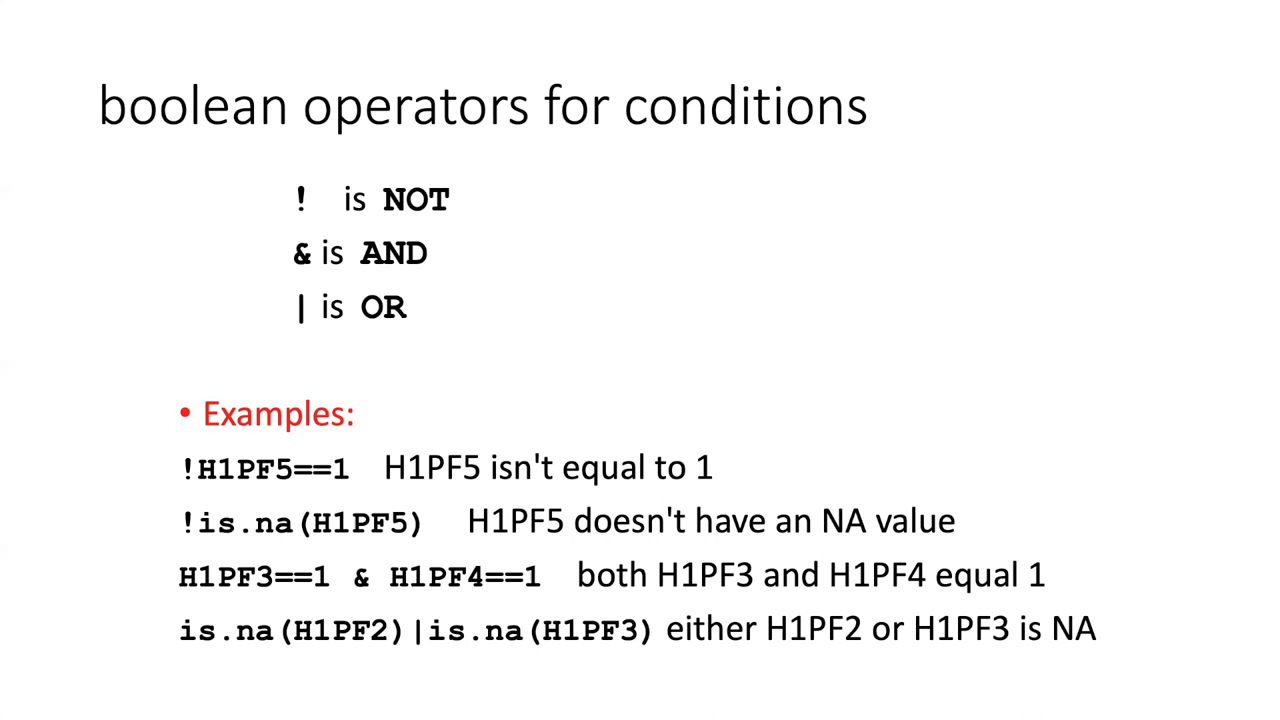 boolean operators for conditions
! is NOT
& is AND
| is OR
• Examples:
!H1PF5==1 H1PF5 isn't equal to 1
!is.na(H1PF5) H1PF5 doesn't have an NA value
H1PF3==1 & H1PF4==1 both H1PF3 and H1PF4 equal 1
is.na(H1PF2)|is.na(H1PF3) either H1PF2 or H1PF3 is NA